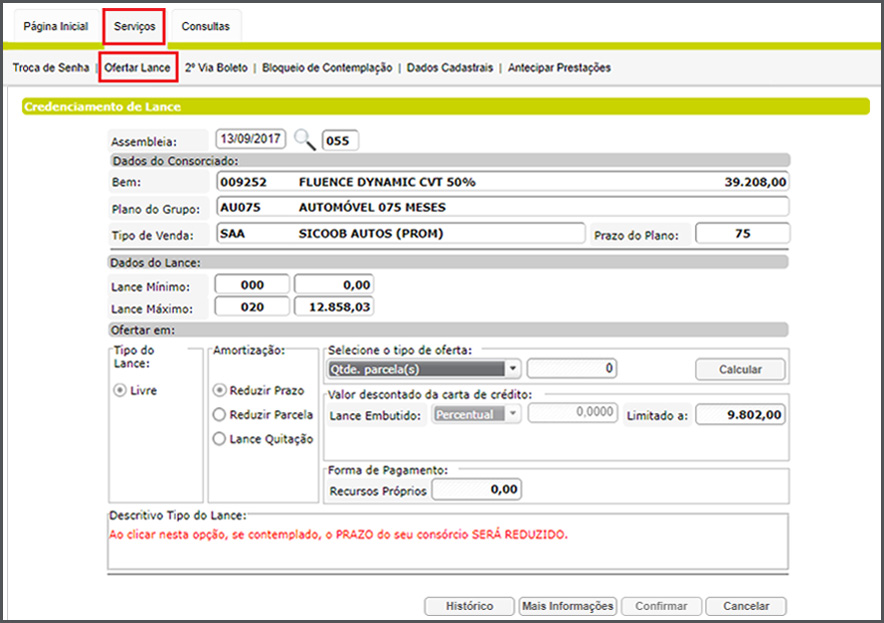 Página Inicial Serviços Consultas
Troca de Senha | Ofertar Lance 2ª Via Boleto | Bloqueio de Contemplação | Dados Cadastrais | Antecipar Prestações
Credenciamento de Lance
Assembleia: 13/09/2017 055
Dados do Consorciado:
Bem: 009252 FLUENCE DYNAMIC CVT 50% 39.208,00
Plano do Grupo: AU075 AUTOMÓVEL 075 MESES
Tipo de Venda: SAA SICOOB AUTOS (PROM) Prazo do Plano: 75
Dados do Lance:
Lance Mínimo: 000 0,00
Lance Máximo: 020 12.858,03
Ofertar em:
Tipo do Lance:
Livre
Amortização:
Reduzir Prazo
Reduzir Parcela
Lance Quitação
Selecione o tipo de oferta:
Qtde. parcela(s) 0 Calcular
Valor descontado da carta de crédito:
Lance Embutido: Percentual 0,0000 Limitado a: 9.802,00
Forma de Pagamento:
Recursos Próprios 0,00
Descritivo Tipo do Lance:
Ao clicar nesta opção, se contemplado, o PRAZO do seu consórcio SERÁ REDUZIDO.
Histórico Mais Informações Confirmar Cancelar